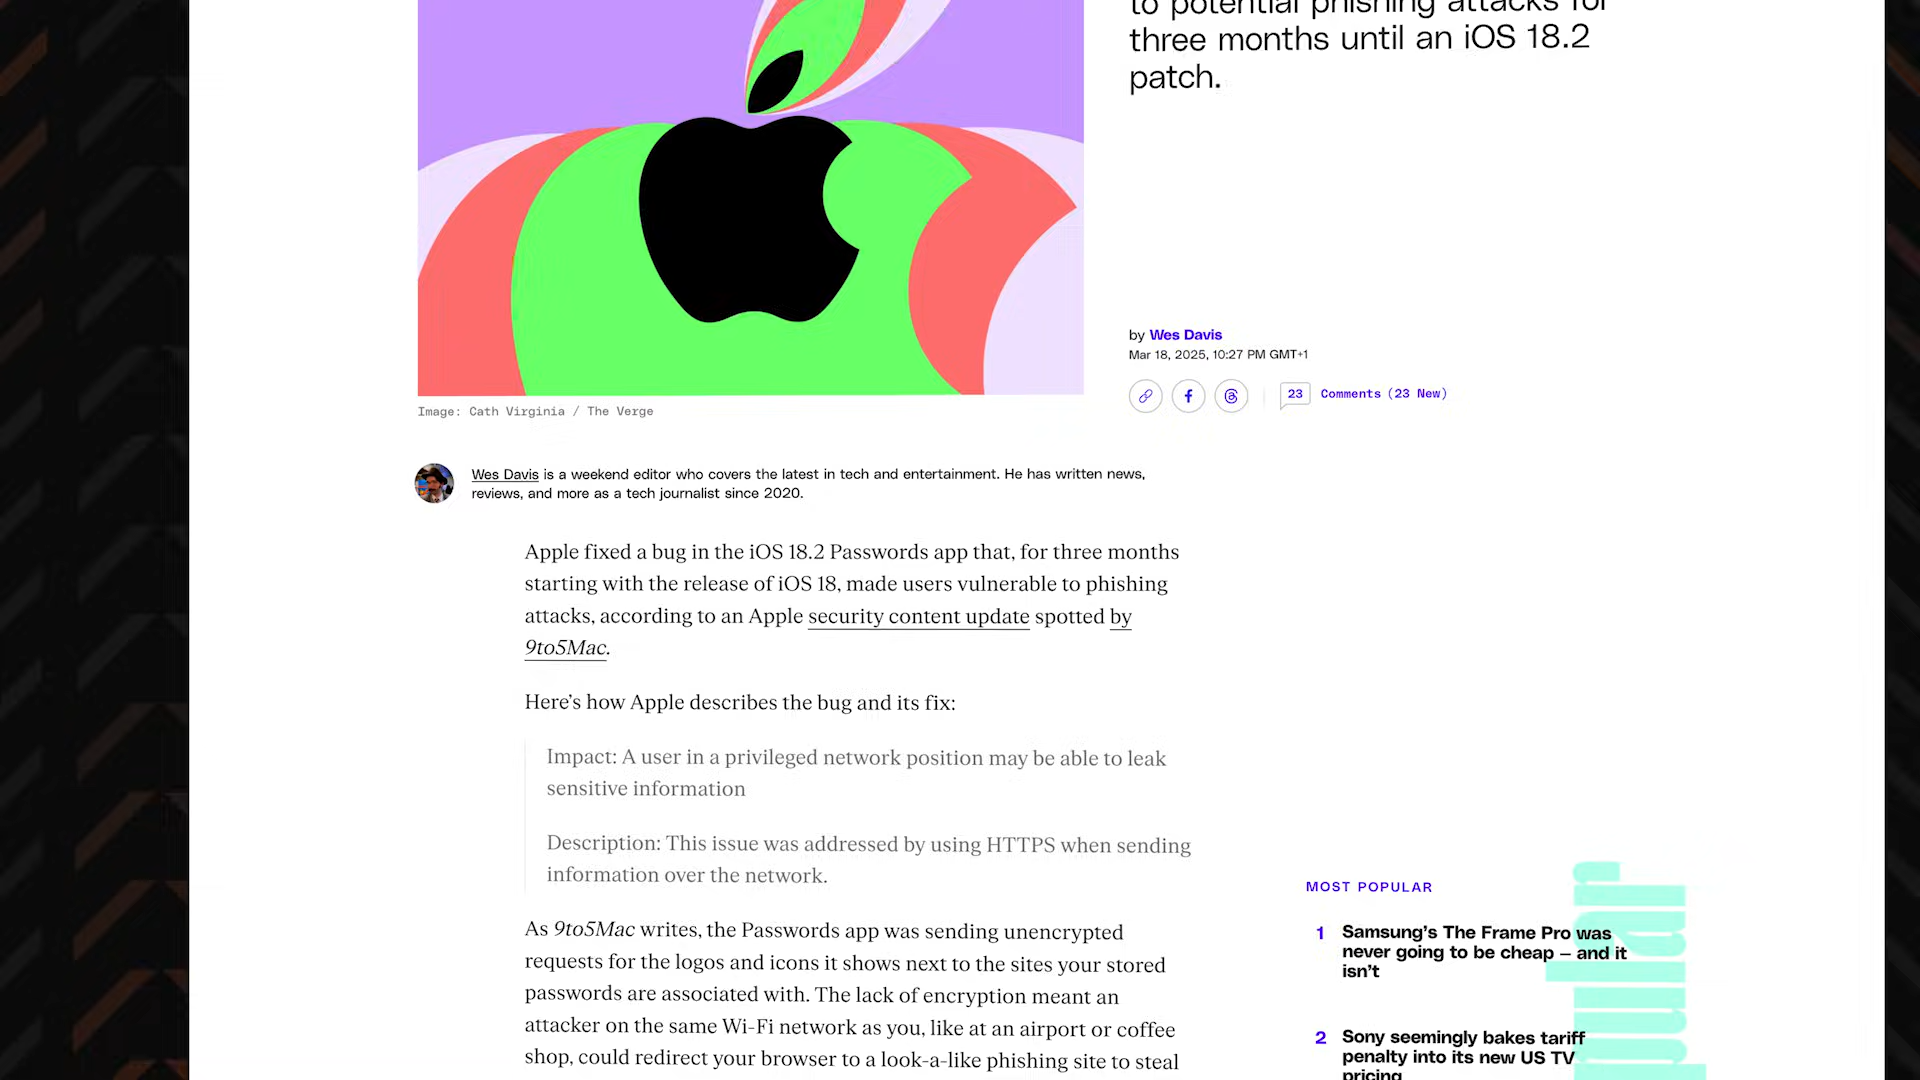 to potential phishing attacks for
three months until an iOS 18.2
patch.
by Wes Davis
Mar 18, 2025, 10:27 PM GMT+1
23 Comments (23 New)
Image: Cath Virginia / The Verge
Wes Davis is a weekend editor who covers the latest in tech and entertainment. He has written news,
reviews, and more as a tech journalist since 2020.
Apple fixed a bug in the iOS 18.2 Passwords app that, for three months
starting with the release of iOS 18, made users vulnerable to phishing
attacks, according to an Apple security content update spotted by
9to5Mac.
Here’s how Apple describes the bug and its fix:
Impact: A user in a privileged network position may be able to leak
sensitive information
Description: This issue was addressed by using HTTPS when sending
information over the network.
As 9to5Mac writes, the Passwords app was sending unencrypted
requests for the logos and icons it shows next to the sites your stored
passwords are associated with. The lack of encryption meant an
attacker on the same Wi-Fi network as you, like at an airport or coffee
shop, could redirect your browser to a look-a-like phishing site to steal
MOST POPULAR
1 Samsung’s The Frame Pro was
never going to be cheap – and it
isn’t
2 Sony seemingly bakes tariff
penalty into its new US TV
pricing
pular